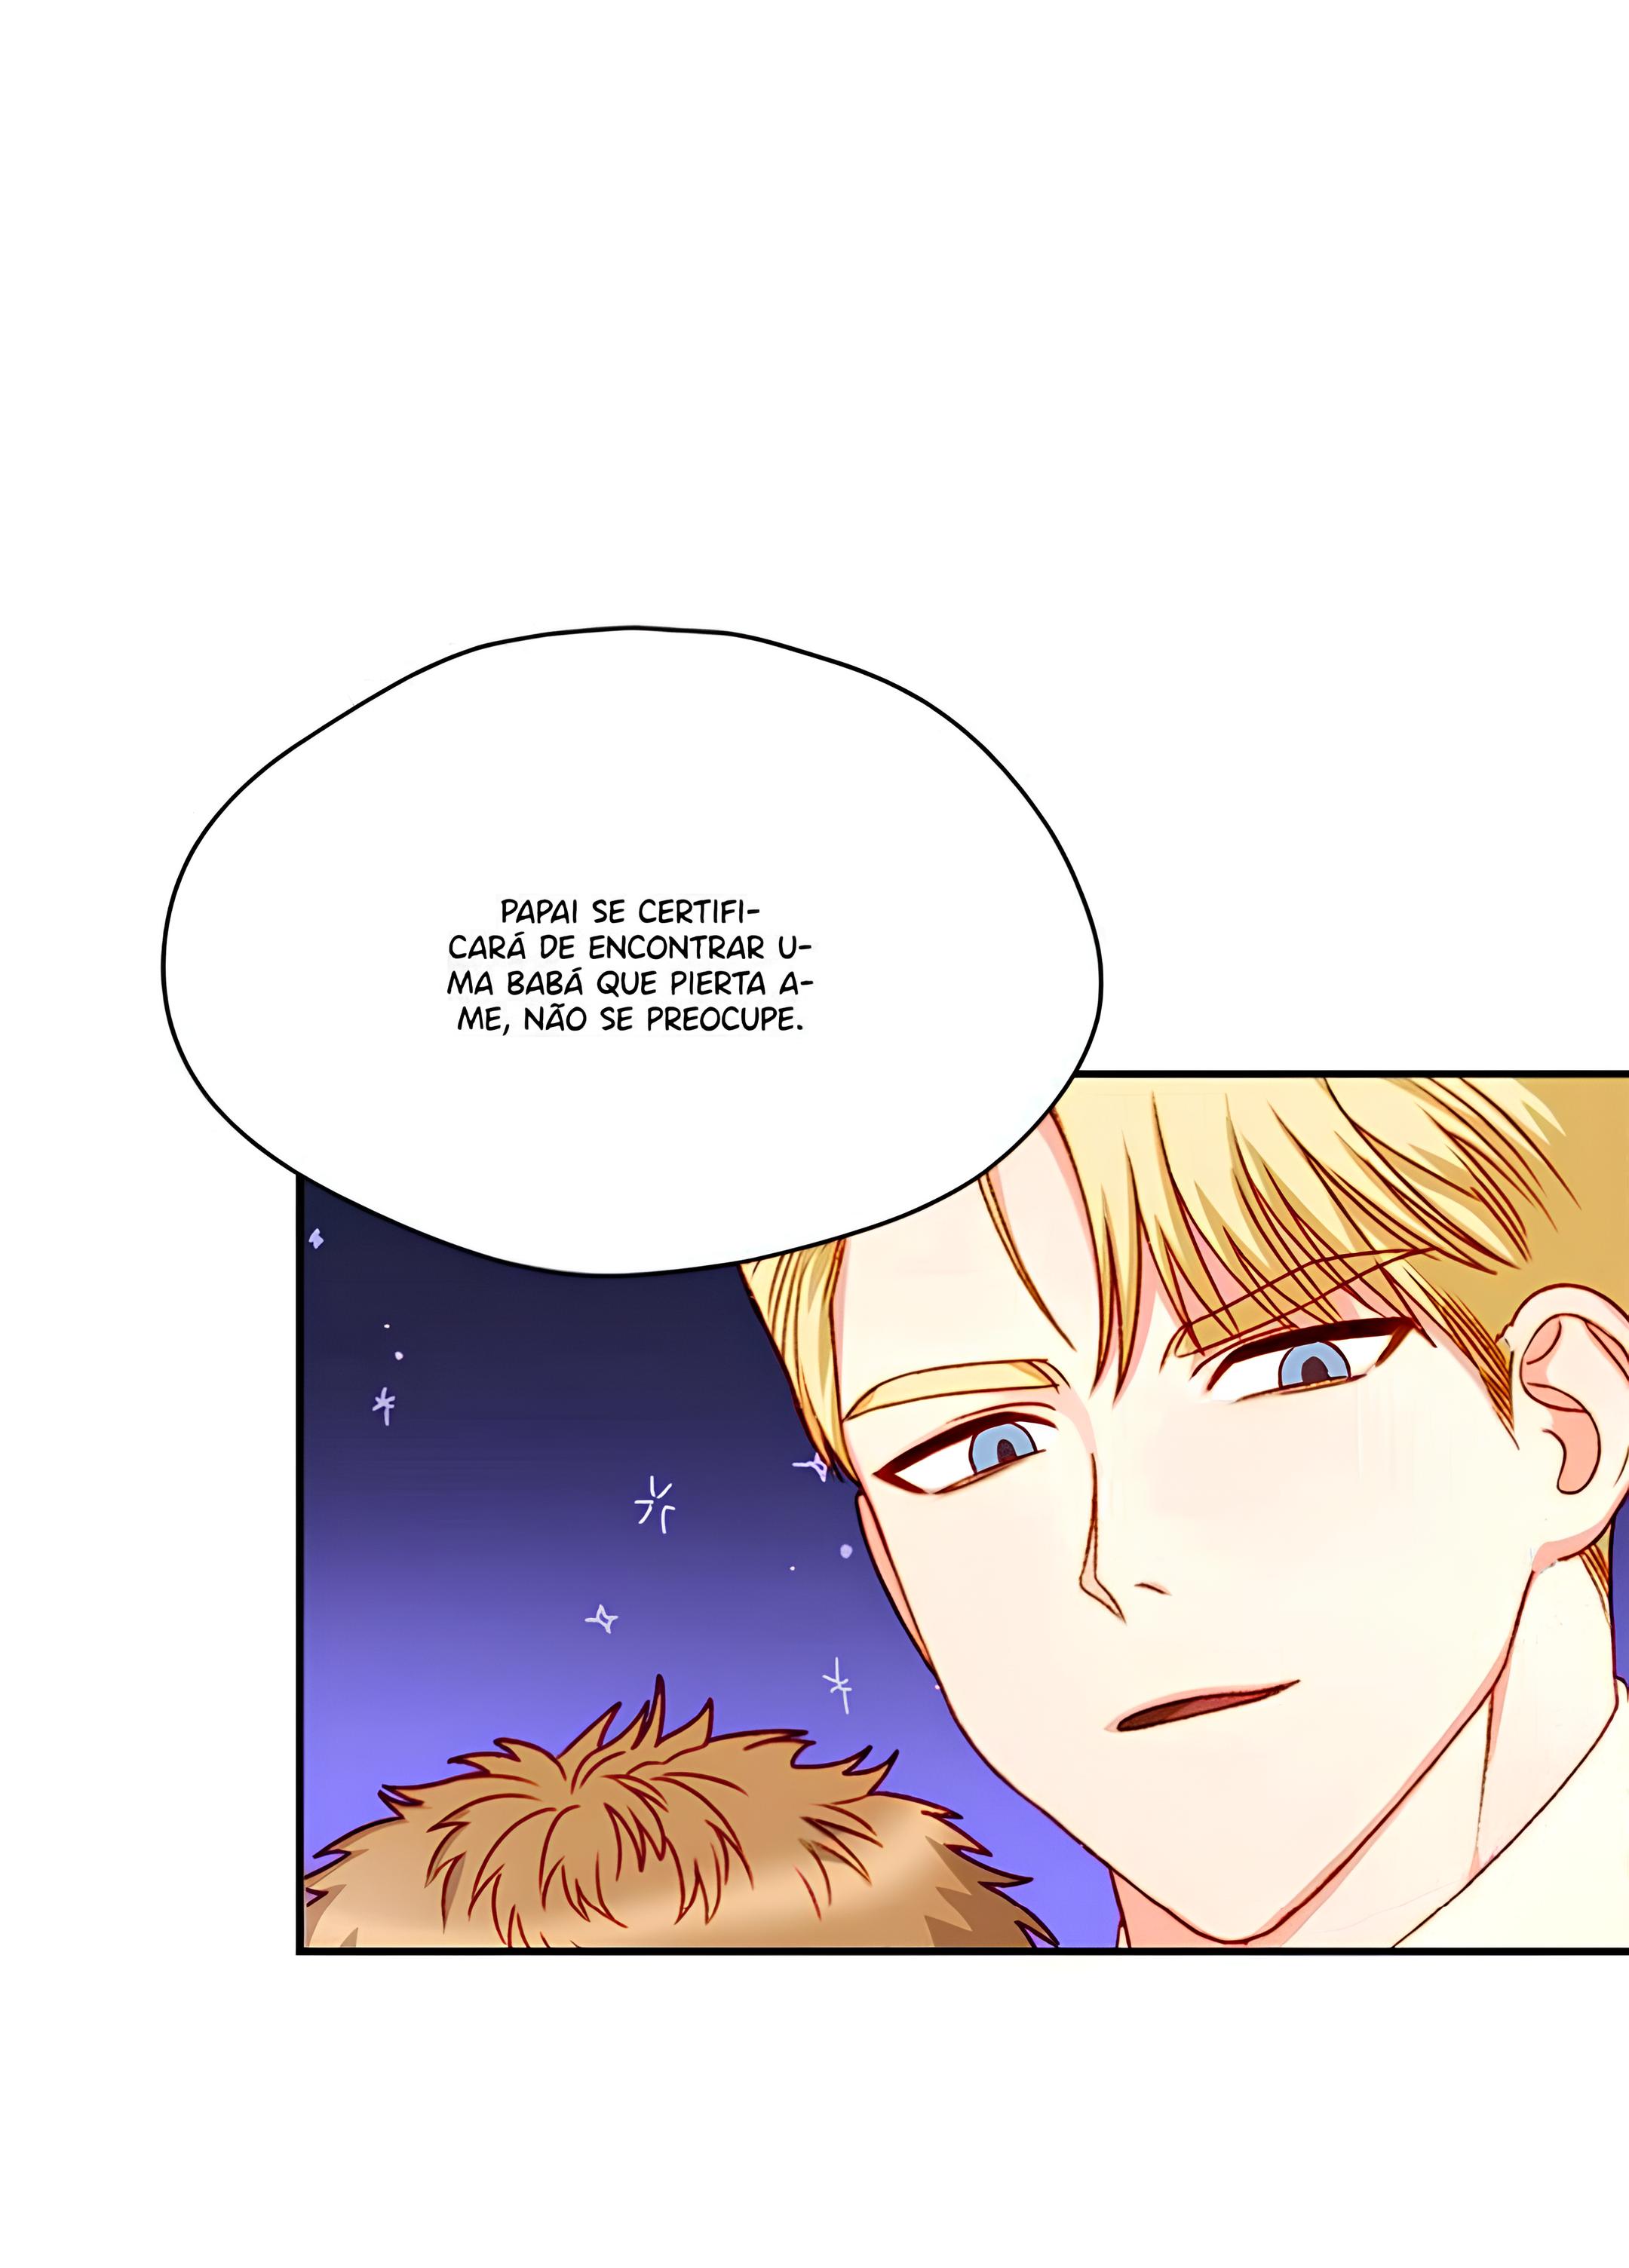 PAPAI SE CERTIFI-
CARÁ DE ENCONTRAR U-
MA BABÁ QUE PIERTA A-
ME, NÃO SE PREOCUPE.